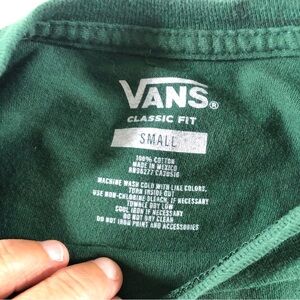 VANS®
CLASSIC FIT
SMALL
100% COTTON
MADE IN MEXICO
RN96277 CA30516
MACHINE WASH COLD WITH LIKE COLORS.
TURN INSIDE OUT
USE NON-CHLORINE BLEACH, IF NECESSARY
TUMBLE DRY LOW
COOL IRON IF NECESSARY
DO NOT DRY CLEAN
DO NOT IRON PRINT AND ACCESSORIES